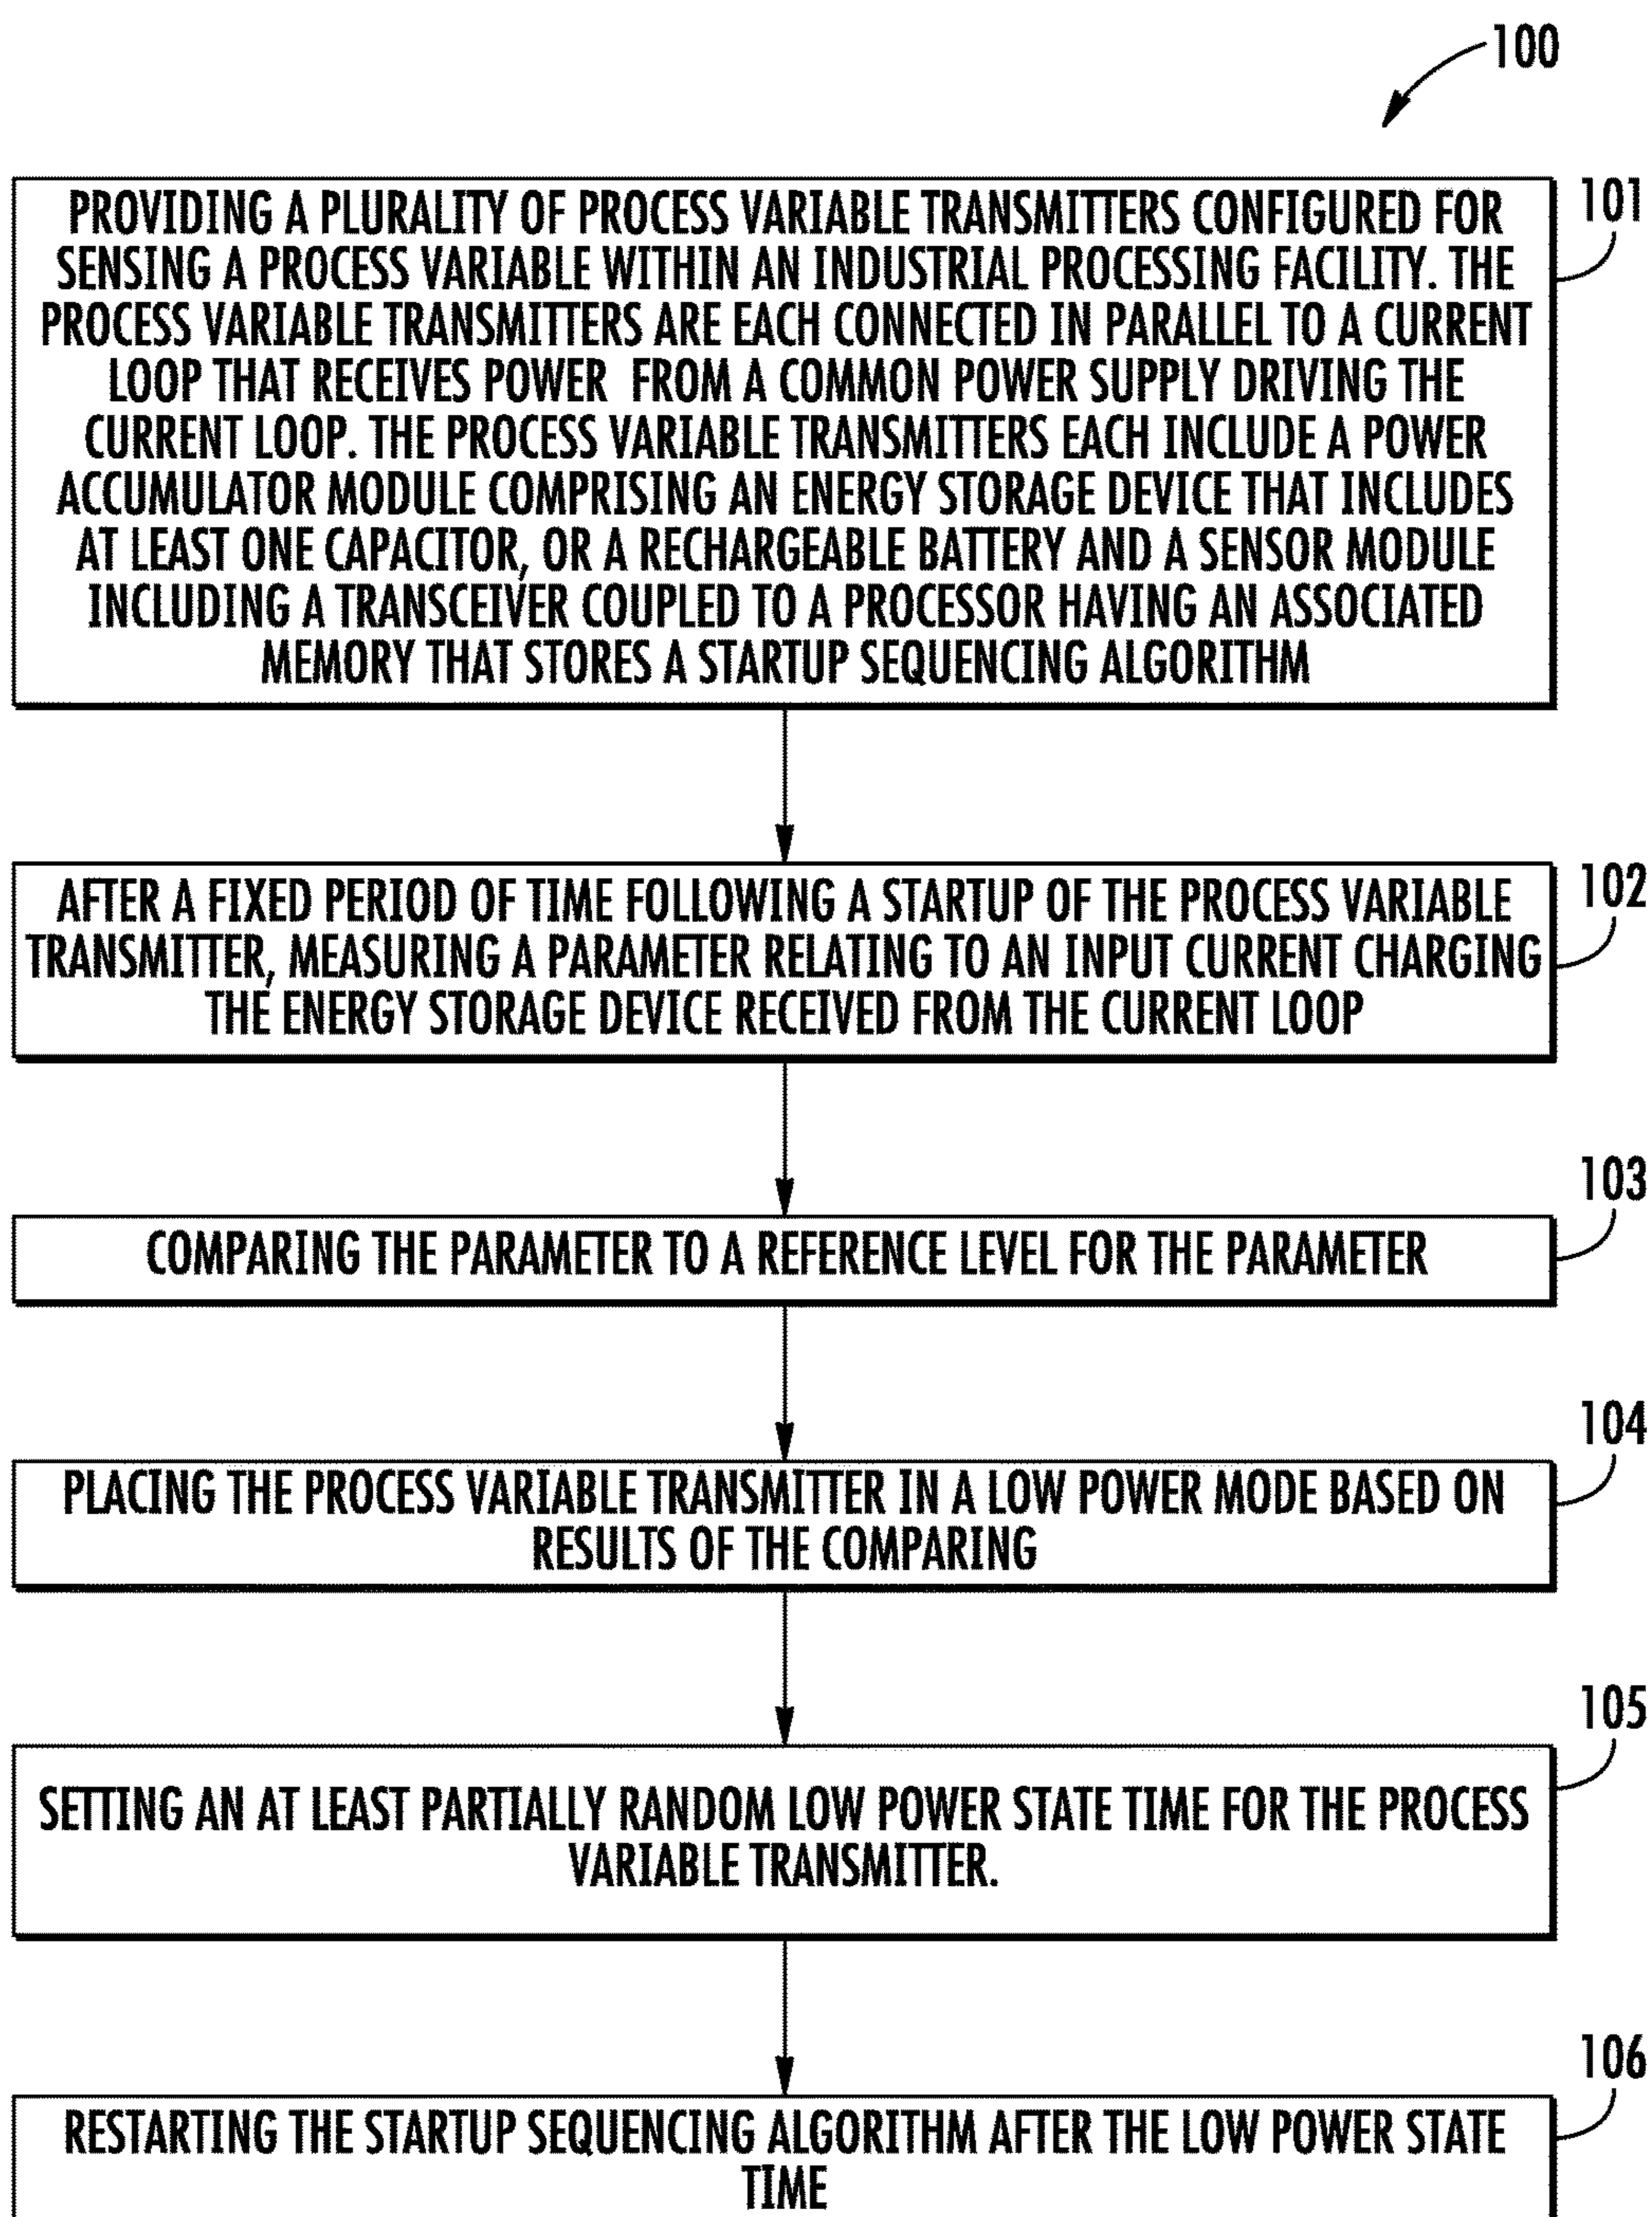 100
101
PROVIDING A PLURALITY OF PROCESS VARIABLE TRANSMITTERS CONFIGURED FOR
SENSING A PROCESS VARIABLE WITHIN AN INDUSTRIAL PROCESSING FACILITY. THE
PROCESS VARIABLE TRANSMITTERS ARE EACH CONNECTED IN PARALLEL TO A CURRENT
LOOP THAT RECEIVES POWER FROM A COMMON POWER SUPPLY DRIVING THE
CURRENT LOOP. THE PROCESS VARIABLE TRANSMITTERS EACH INCLUDE A POWER
ACCUMULATOR MODULE COMPRISING AN ENERGY STORAGE DEVICE THAT INCLUDES
AT LEAST ONE CAPACITOR, OR A RECHARGEABLE BATTERY AND A SENSOR MODULE
INCLUDING A TRANSCEIVER COUPLED TO A PROCESSOR HAVING AN ASSOCIATED
MEMORY THAT STORES A STARTUP SEQUENCING ALGORITHM
102
AFTER A FIXED PERIOD OF TIME FOLLOWING A STARTUP OF THE PROCESS VARIABLE
TRANSMITTER, MEASURING A PARAMETER RELATING TO AN INPUT CURRENT CHARGING
THE ENERGY STORAGE DEVICE RECEIVED FROM THE CURRENT LOOP
103
COMPARING THE PARAMETER TO A REFERENCE LEVEL FOR THE PARAMETER
104
PLACING THE PROCESS VARIABLE TRANSMITTER IN A LOW POWER MODE BASED ON
RESULTS OF THE COMPARING
105
SETTING AN AT LEAST PARTIALLY RANDOM LOW POWER STATE TIME FOR THE PROCESS
VARIABLE TRANSMITTER.
106
RESTARTING THE STARTUP SEQUENCING ALGORITHM AFTER THE LOW POWER STATE
TIME